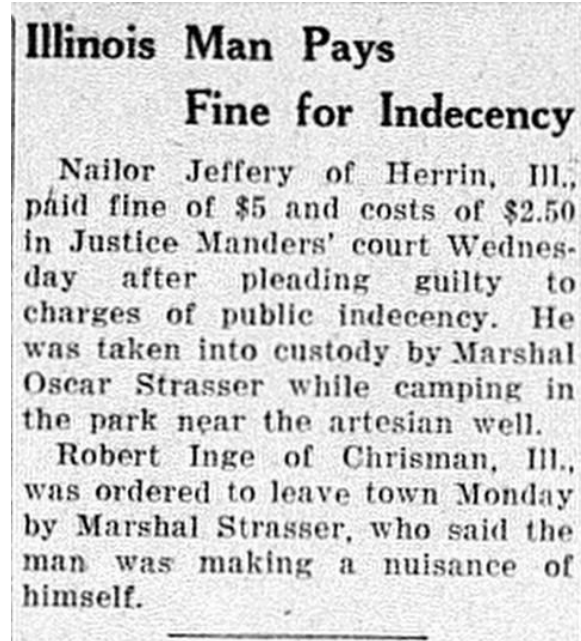 Illinois Man Pays
Fine for Indecency
Nailor Jeffery of Herrin, Ill.,
paid fine of $5 and costs of $2.50
in Justice Manders' court Wednes-
day after pleading guilty to
charges of public indecency. He
was taken into custody by Marshal
Oscar Strasser while camping in
the park near the artesian well.
Robert Inge of Chrisman, Ill.,
was ordered to leave town Monday
by Marshal Strasser, who said the
man was making a nuisance of
himself.